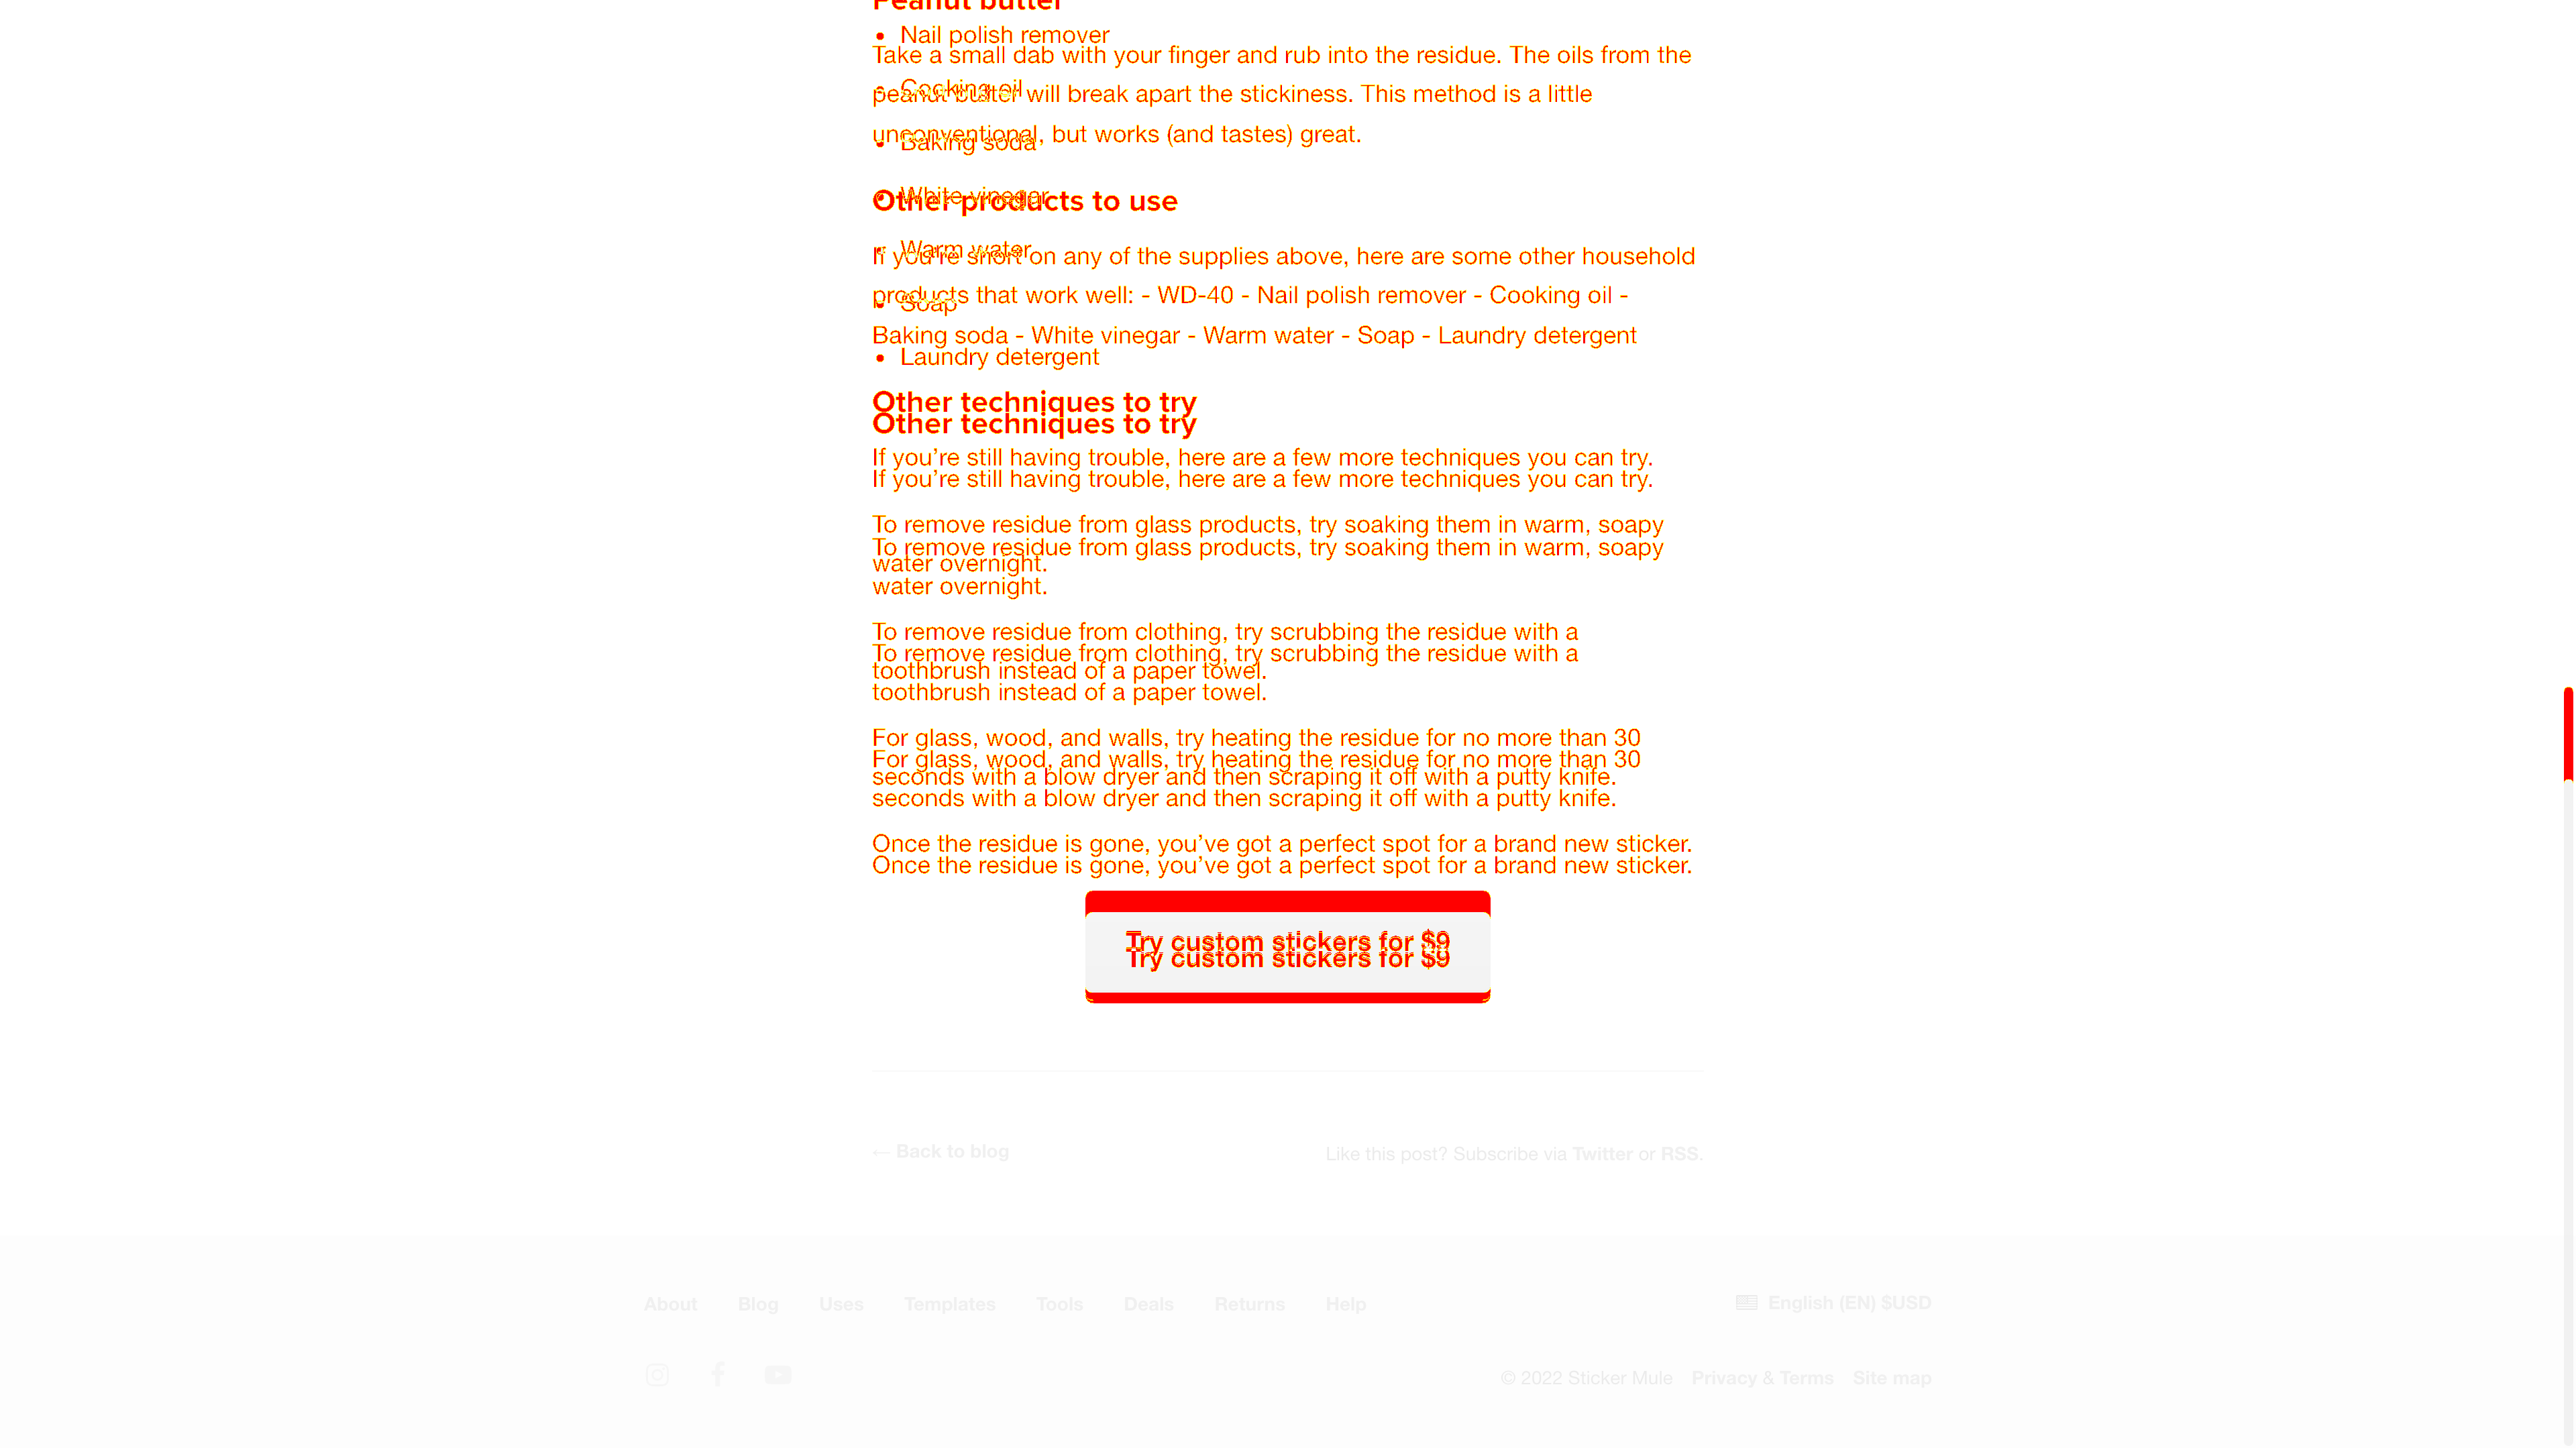 Peanut butter
• Nail polish remover
Take a small dab with your finger and rub into the residue. The oils from the
• Cooking oil
peanut butter will break apart the stickiness. This method is a little
unconventional, but works (and tastes) great.
• Baking soda
• White vinegar
Other products to use
• Warm water
If you're short on any of the supplies above, here are some other household
products that work well: - WD-40 - Nail polish remover - Cooking oil -
• Soap
Baking soda - White vinegar - Warm water - Soap - Laundry detergent
• Laundry detergent
Other techniques to try
Other techniques to try
If you’re still having trouble, here are a few more techniques you can try.
If you’re still having trouble, here are a few more techniques you can try.
To remove residue from glass products, try soaking them in warm, soapy
To remove residue from glass products, try soaking them in warm, soapy
water overnight.
water overnight.
To remove residue from clothing, try scrubbing the residue with a
To remove residue from clothing, try scrubbing the residue with a
toothbrush instead of a paper towel.
toothbrush instead of a paper towel.
For glass, wood, and walls, try heating the residue for no more than 30
For glass, wood, and walls, try heating the residue for no more than 30
seconds with a blow dryer and then scraping it off with a putty knife.
seconds with a blow dryer and then scraping it off with a putty knife.
Once the residue is gone, you’ve got a perfect spot for a brand new sticker.
Once the residue is gone, you’ve got a perfect spot for a brand new sticker.
Try custom stickers for $9
Try custom stickers for $9
← Back to blog
Like this post? Subscribe via Twitter or RSS.
About Blog Uses Templates Tools Deals Returns Help
English (EN) $USD
© 2022 Sticker Mule Privacy & Terms Site map